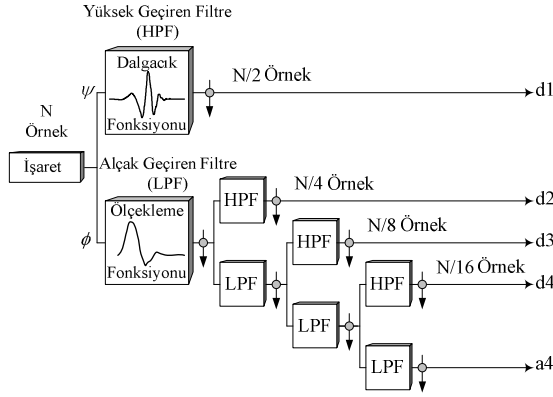 Yüksek Geçiren Filtre
(HPF)
Dalgacık
Fonksiyonu
ψ
N/2 Örnek
d1
N
Örnek
İşaret
Alçak Geçiren Filtre
(LPF)
Ölçekleme
Fonksiyonu
ϕ
HPF
N/4 Örnek
d2
HPF
N/8 Örnek
d3
LPF
HPF
N/16 Örnek
d4
LPF
LPF
a4